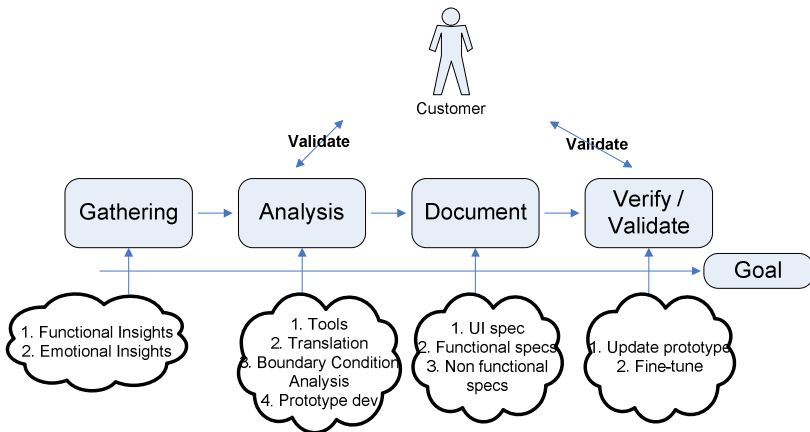 Customer
Validate
Validate
Gathering
Analysis
Document
Verify /
Validate
Goal
1. Functional Insights
2. Emotional Insights
1. Tools
2. Translation
3. Boundary Condition
Analysis
4. Prototype dev
1. UI spec
2. Functional specs
3. Non functional
specs
1. Update prototype
2. Fine-tune